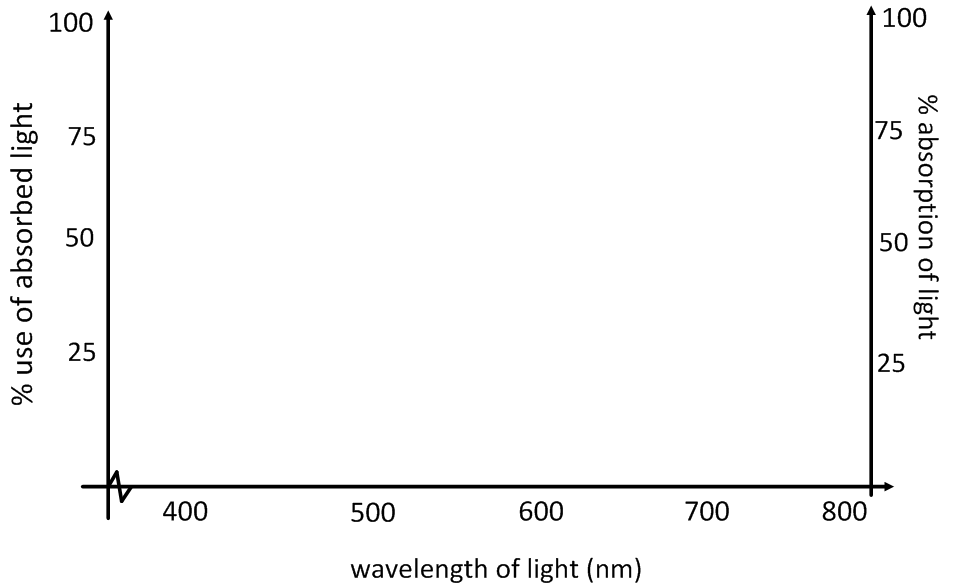 100
75
50
25
% use of absorbed light
100
75
50
25
% absorption of light
400 500 600 700 800
wavelength of light (nm)